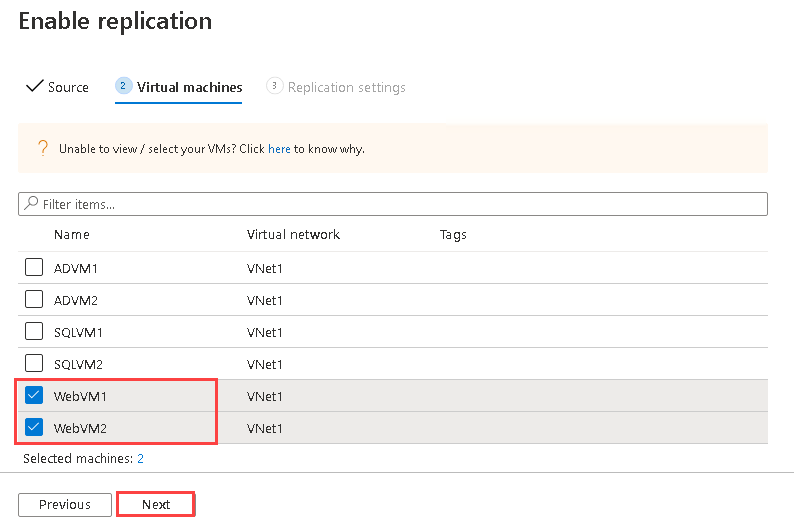 Enable replication
Source 2 Virtual machines 3 Replication settings
? Unable to view / select your VMs? Click here to know why.
Filter items...
Name Virtual network Tags
ADVM1 VNet1
ADVM2 VNet1
SQLVM1 VNet1
SQLVM2 VNet1
WebVM1 VNet1
WebVM2 VNet1
Selected machines: 2
Previous Next